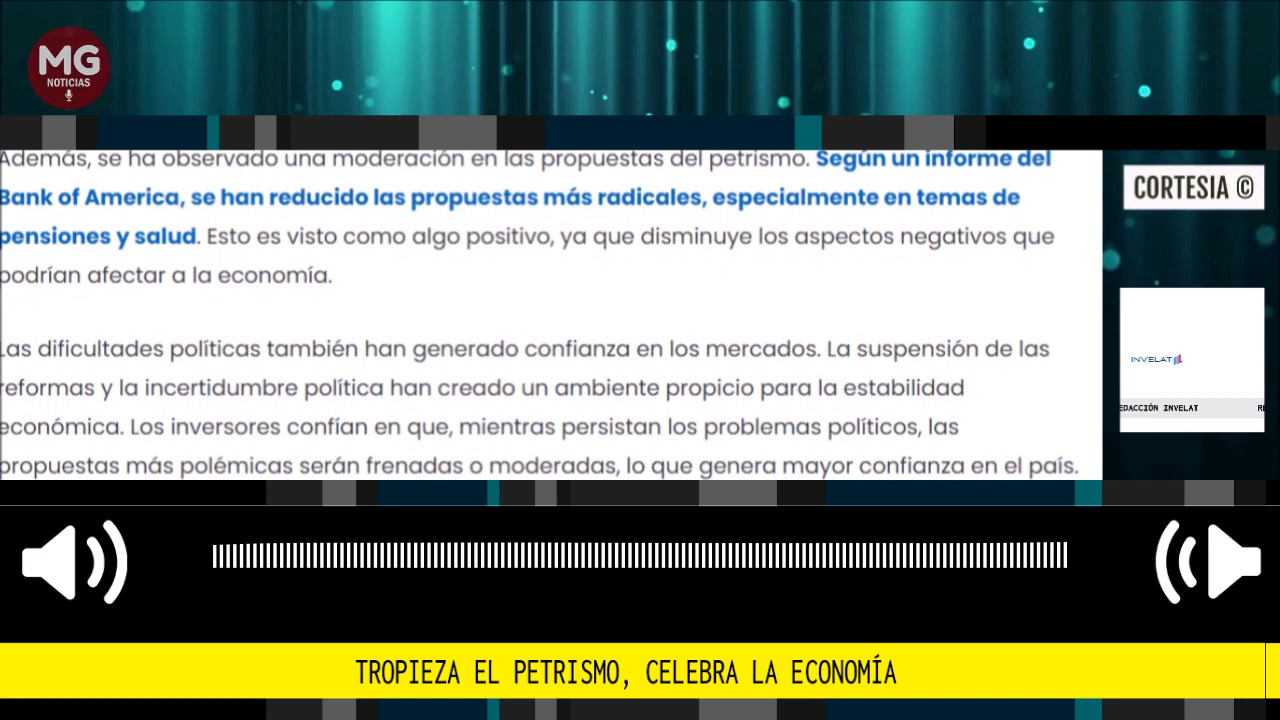 MG
NOTICIAS
Además, se ha observado una moderación en las propuestas del petrismo. Según un informe del
Bank of America, se han reducido las propuestas más radicales, especialmente en temas de
pensiones y salud. Esto es visto como algo positivo, ya que disminuye los aspectos negativos que
podrían afectar a la economía.
Las dificultades políticas también han generado confianza en los mercados. La suspensión de las
reformas y la incertidumbre política han creado un ambiente propicio para la estabilidad
económica. Los inversores confían en que, mientras persistan los problemas políticos, las
propuestas más polémicas serán frenadas o moderadas, lo que genera mayor confianza en el país.
CORTESIA ©
INVELAT
EDACCIÓN INVELAT
TROPIEZA EL PETRISMO, CELEBRA LA ECONOMÍA